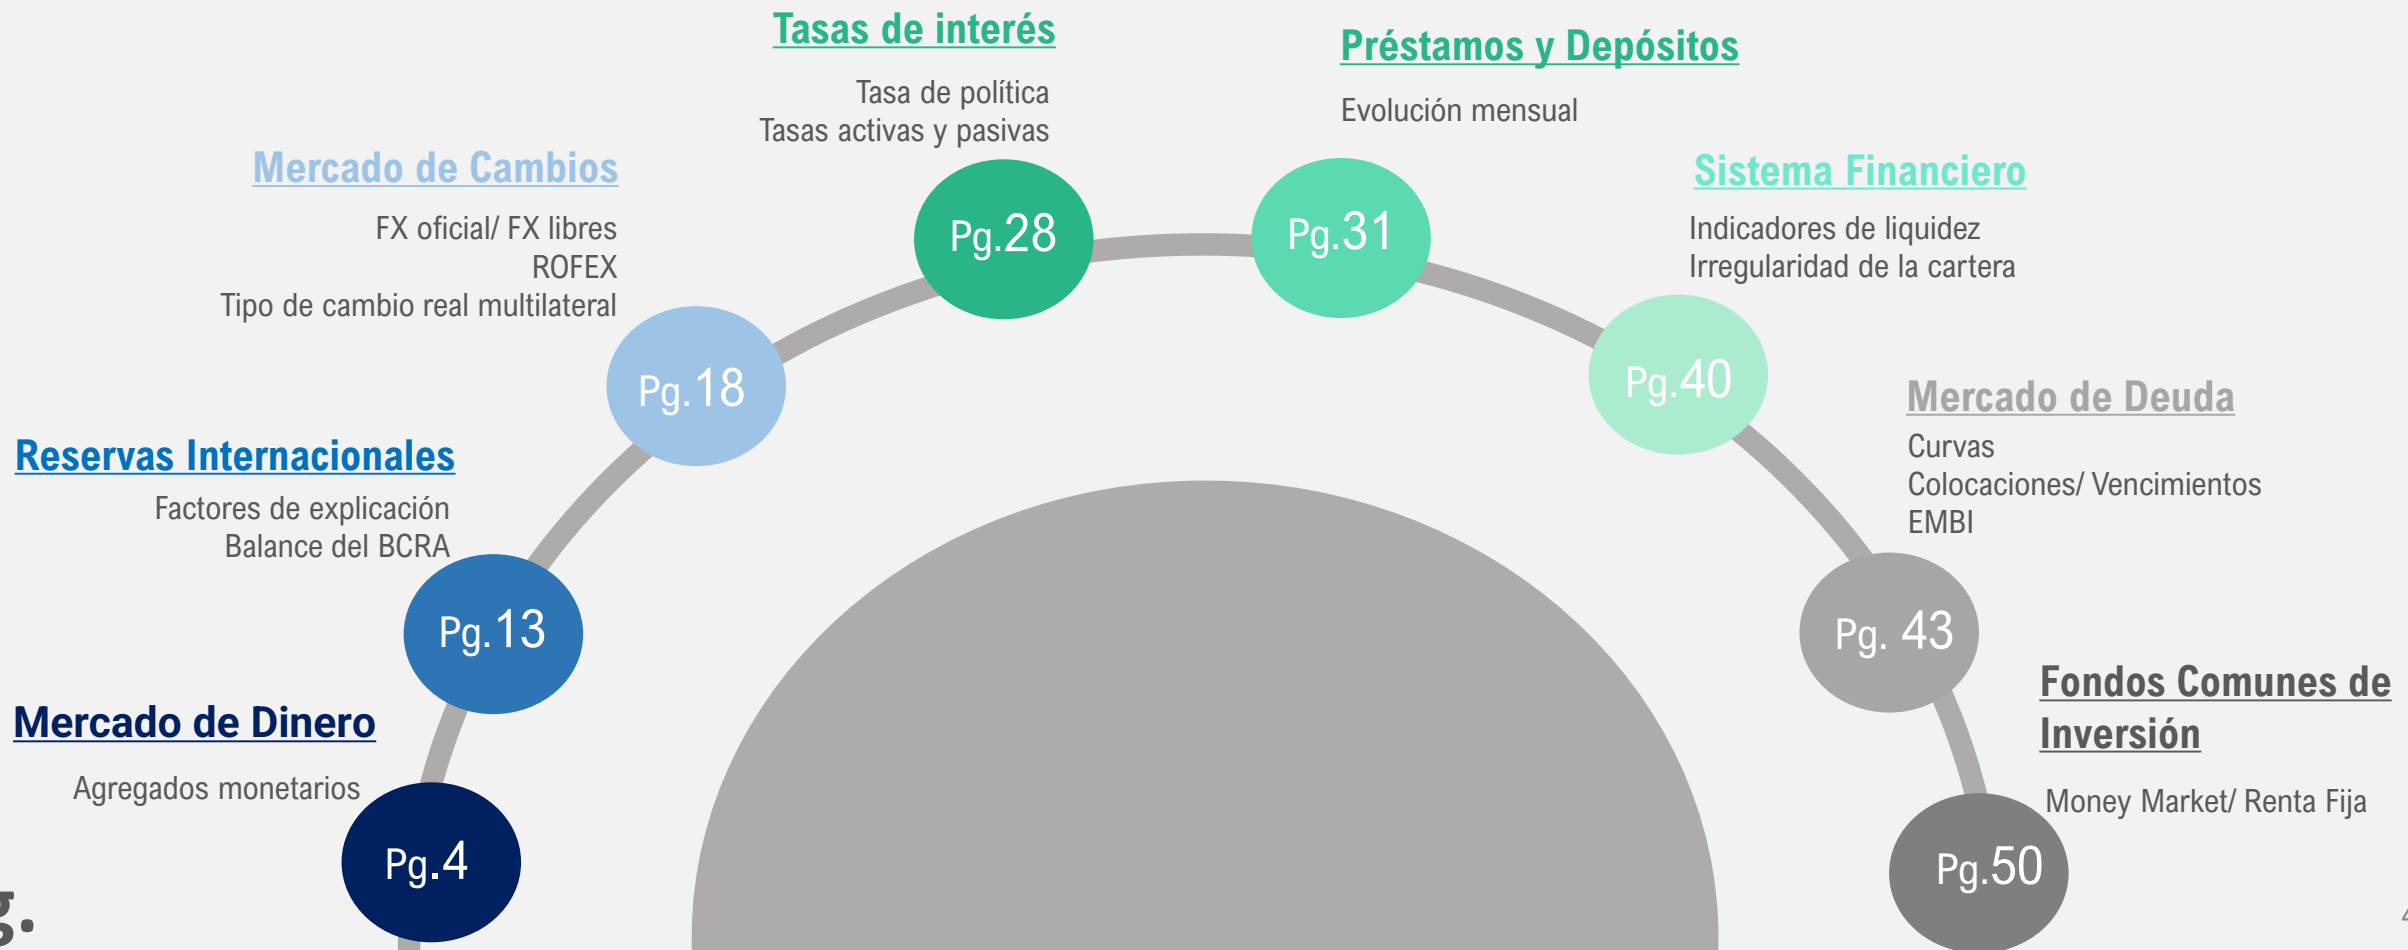 Tasas de interés
Tasa de política
Tasas activas y pasivas
Pg.28
Préstamos y Depósitos
Evolución mensual
Pg.31
Mercado de Cambios
FX oficial/ FX libres
ROFEX
Tipo de cambio real multilateral
Pg.18
Sistema Financiero
Indicadores de liquidez
Irregularidad de la cartera
Pg.40
Reservas Internacionales
Factores de explicación
Balance del BCRA
Pg.13
Mercado de Deuda
Curvas
Colocaciones/ Vencimientos
EMBI
Pg. 43
Mercado de Dinero
Agregados monetarios
Pg.4
Fondos Comunes de
Inversión
Money Market/ Renta Fija
Pg.50
g.